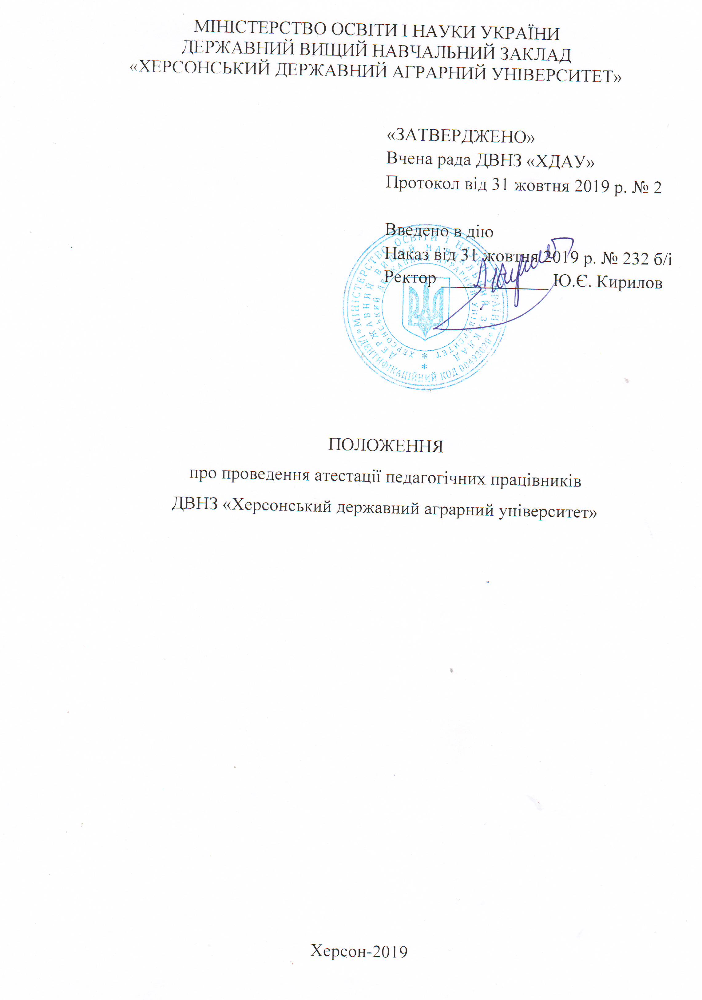 МІНІСТЕРСТВО ОСВІТИ І НАУКИ УКРАЇНИ
ДЕРЖАВНИЙ ВИЩИЙ НАВЧАЛЬНИЙ ЗАКЛАД
«ХЕРСОНСЬКИЙ ДЕРЖАВНИЙ АГРАРНИЙ УНІВЕРСИТЕТ»
«ЗАТВЕРДЖЕНО»
Вчена рада ДВНЗ «ХДАУ»
Протокол від 31 жовтня 2019 р. № 2
Введено в дію
Наказ від 31 жовтня 2019 р. № 232 б/і
Ректор ____________ Ю.Є. Кирилов
* МІНІСТЕРСТВО ОСВІТИ І НАУКИ УКРАЇНИ *
ІДЕНТИФІКАЦІЙНИЙ КОД 00493020
ДЕРЖАВНИЙ ВИЩИЙ НАВЧАЛЬНИЙ ЗАКЛАД *
ХЕРСОНСЬКИЙ ДЕРЖАВНИЙ АГРАРНИЙ УНІВЕРСИТЕТ *
ПОЛОЖЕННЯ
про проведення атестації педагогічних працівників
ДВНЗ «Херсонський державний аграрний університет»
Херсон-2019